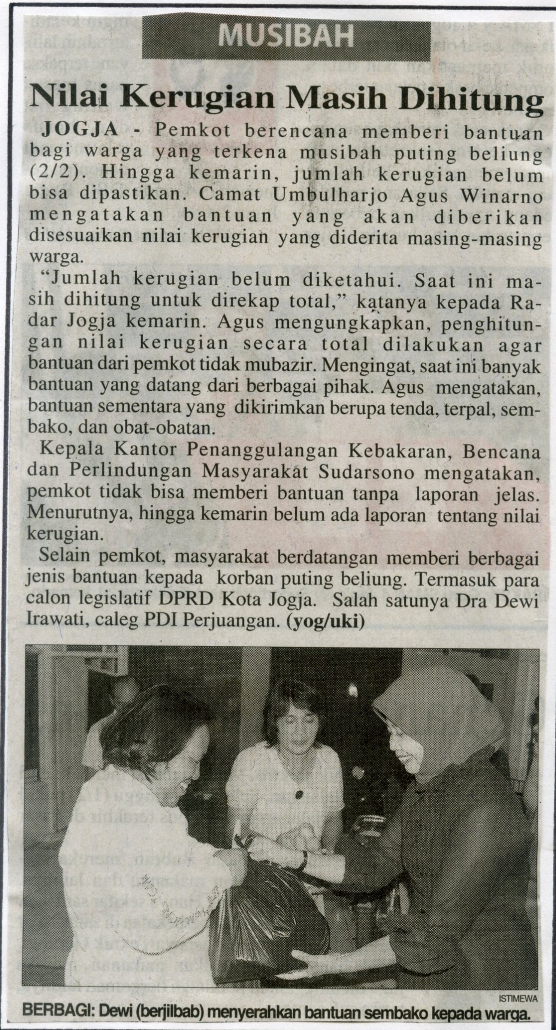 MUSIBAH
Nilai Kerugian Masih Dihitung
JOGJA - Pemkot berencana memberi bantuan
bagi warga yang terkena musibah puting beliung
(2/2). Hingga kemarin, jumlah kerugian belum
bisa dipastikan. Camat Umbulharjo Agus Winarno
mengatakan bantuan yang akan diberikan
disesuaikan nilai kerugian yang diderita masing-masing
warga.
“Jumlah kerugian belum diketahui. Saat ini ma-
sih dihitung untuk direkap total,” katanya kepada Ra-
dar Jogja kemarin. Agus mengungkapkan, penghitun-
gan nilai kerugian secara total dilakukan agar
bantuan dari pemkot tidak mubazir. Mengingat, saat ini banyak
bantuan yang datang dari berbagai pihak. Agus mengatakan,
bantuan sementara yang dikirimkan berupa tenda, terpal, sem-
bako, dan obat-obatan.
Kepala Kantor Penanggulangan Kebakaran, Bencana
dan Perlindungan Masyarakat Sudarsono mengatakan,
pemkot tidak bisa memberi bantuan tanpa laporan jelas.
Menurutnya, hingga kemarin belum ada laporan tentang nilai
kerugian.
Selain pemkot, masyarakat berdatangan memberi berbagai
jenis bantuan kepada korban puting beliung. Termasuk para
calon legislatif DPRD Kota Jogja. Salah satunya Dra Dewi
Irawati, caleg PDI Perjuangan. (yog/uki)
ISTIMEWA
BERBAGI: Dewi (berjilbab) menyerahkan bantuan sembako kepada warga.